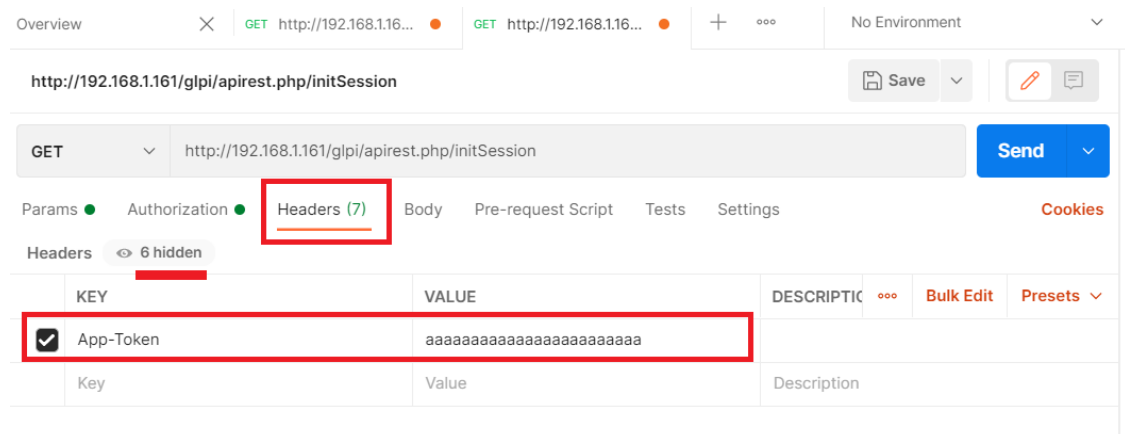 Overview GET http://192.168.1.16... GET http://192.168.1.16... No Environment
http://192.168.1.161/glpi/apirest.php/initSession Save
GET http://192.168.1.161/glpi/apirest.php/initSession Send
Params Authorization Headers (7) Body Pre-request Script Tests Settings Cookies
Headers 6 hidden
KEY VALUE DESCRIPTIO Bulk Edit Presets
App-Token aaaaaaaaaaaaaaaaaaaaaaaa
Key Value Description